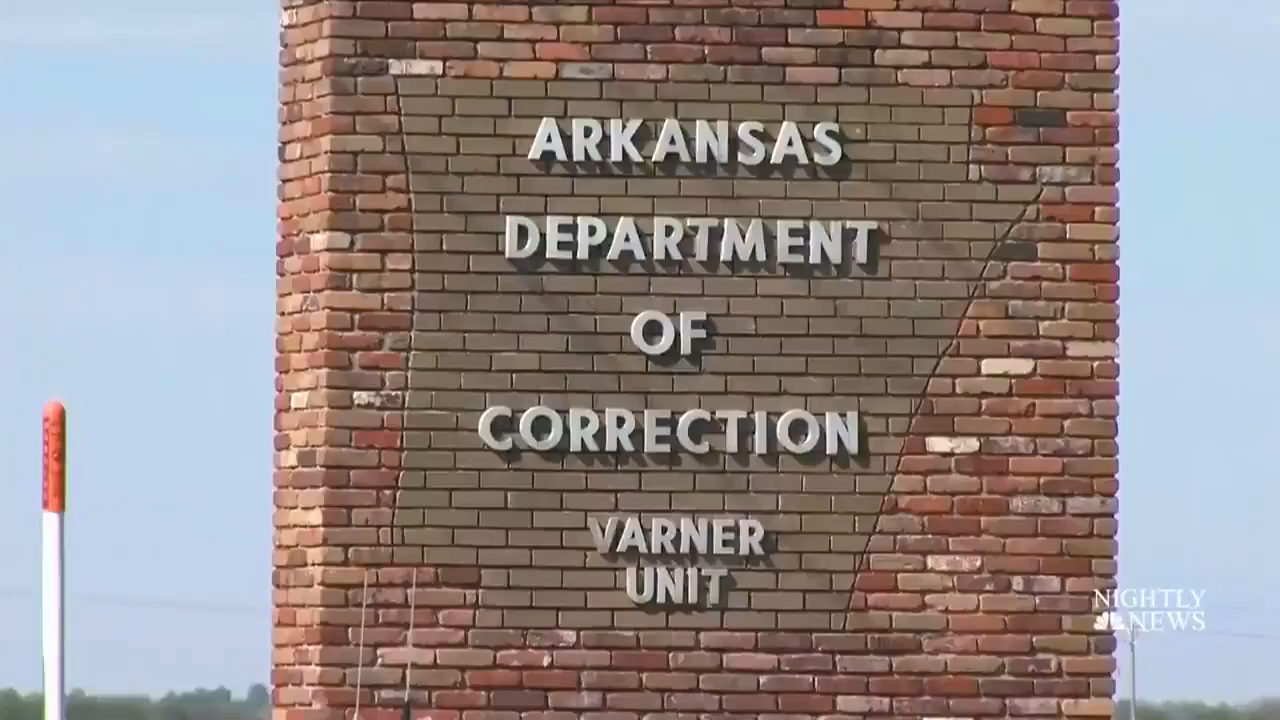 ARKANSAS
DEPARTMENT
OF
CORRECTION
VARNER
UNIT
NIGHTLY
NEWS